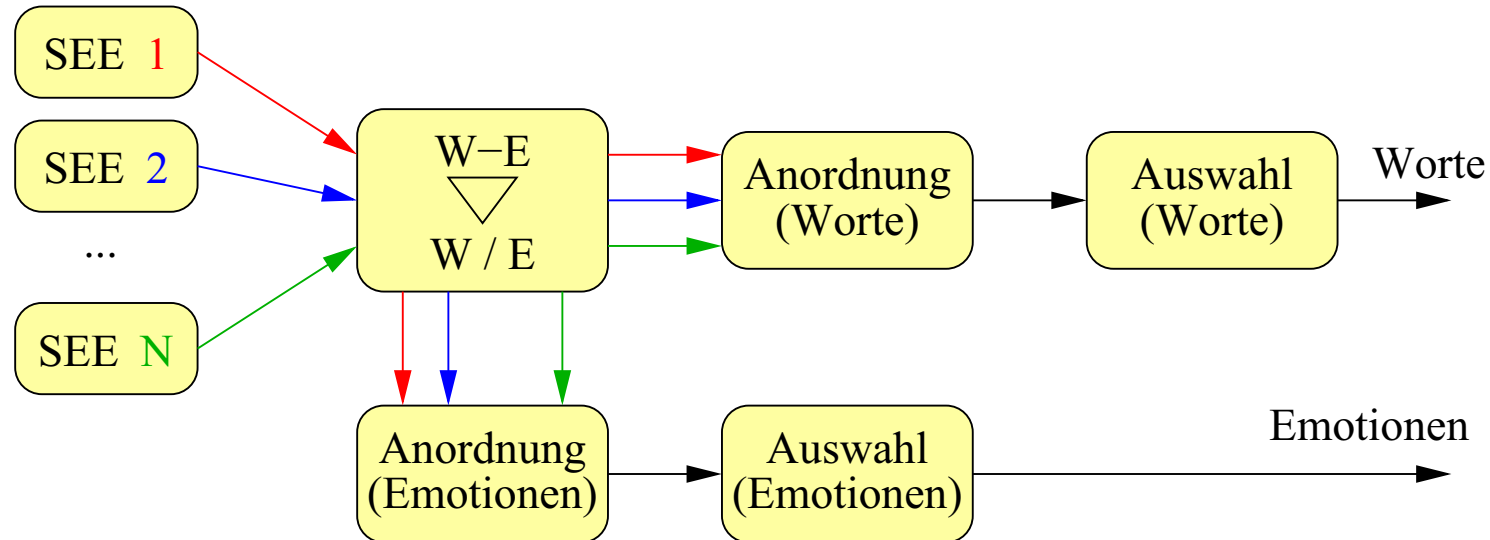 SEE 1
SEE 2
...
SEE N
W–E
W / E
Anordnung
(Worte)
Auswahl
(Worte)
Worte
Anordnung
(Emotionen)
Auswahl
(Emotionen)
Emotionen